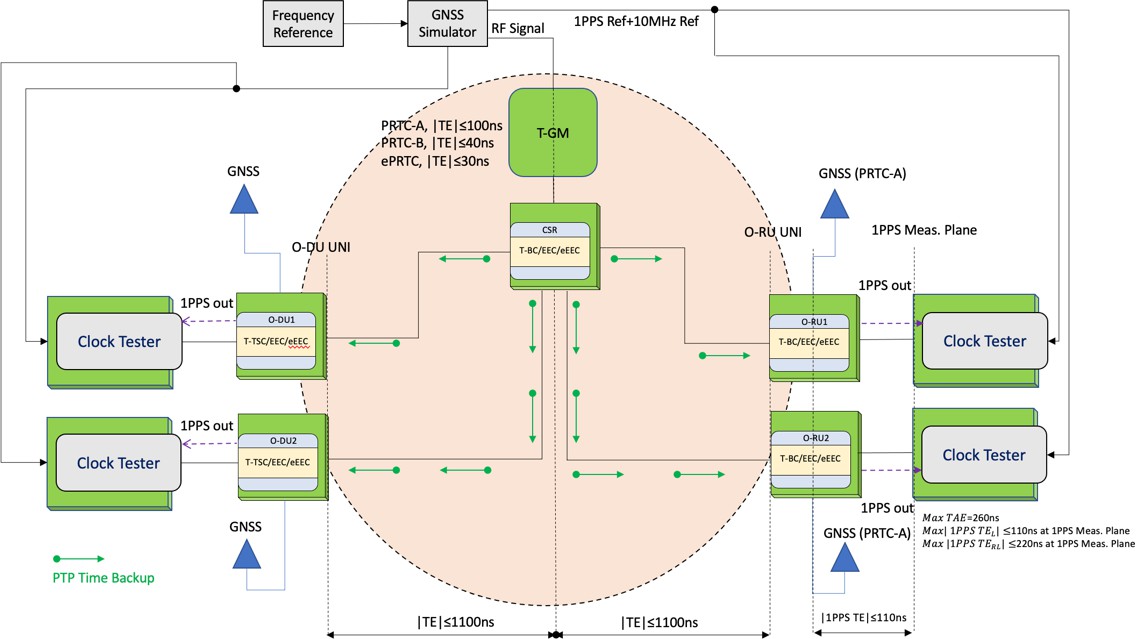 Frequency
Reference
GNSS
Simulator
RF Signal
1PPS Ref+10MHz Ref
PRTC-A, |TE|≤100ns
PRTC-B, |TE|≤40ns
ePRTC, |TE|≤30ns
T-GM
GNSS
GNSS (PRTC-A)
CSR
T-BC/EEC/eEEC
O-DU UNI
O-RU UNI
1PPS Meas. Plane
1PPS out
1PPS out
Clock Tester
O-DU1
T-TSC/EEC/eEEC
O-RU1
T-BC/EEC/eEEC
Clock Tester
1PPS out
Clock Tester
O-DU2
T-TSC/EEC/eEEC
O-RU2
T-BC/EEC/eEEC
Clock Tester
1PPS out
GNSS
GNSS (PRTC-A)
Max TAE=260ns
Max| 1PPS TE_L| ≤110ns at 1PPS Meas. Plane
Max |1PPS TE_RL| ≤220ns at 1PPS Meas. Plane
PTP Time Backup
|TE|≤1100ns
|TE|≤1100ns
|1PPS TE|≤110ns